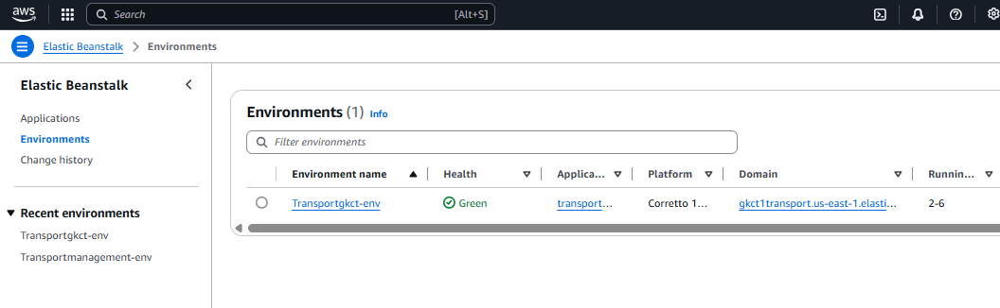 aws Search [Alt+S]
Elastic Beanstalk > Environments
Elastic Beanstalk
Applications
Environments
Change history
Recent environments
Transportgkct-env
Transportmanagement-env
Environments (1) Info
Filter environments
Environment name Health Applica... Platform Domain Runnin...
Transportgkct-env Green transport... Corretto 1... gkct1transport.us-east-1.elasti... 2-6